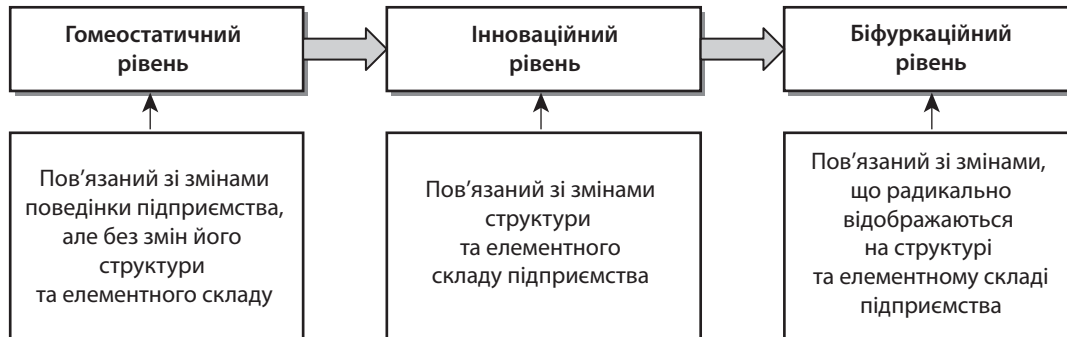 Гомеостатичний
рівень
Інноваційний
рівень
Біфуркаційний
рівень
Пов’язаний зі змінами
поведінки підприємства,
але без змін його
структури
та елементного складу
Пов’язаний зі змінами
структури
та елементного
складу підприємства
Пов’язаний зі змінами,
що радикально
відображаються
на структурі
та елементному складі
підприємства